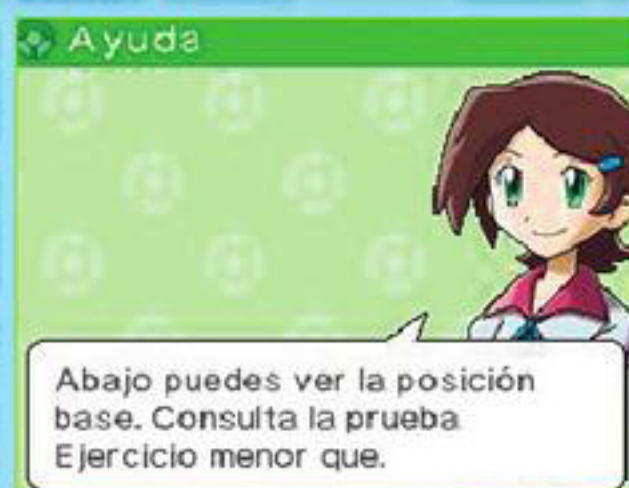 Ayuda
Abajo puedes ver la posición
base. Consulta la prueba
Ejercicio menor que.